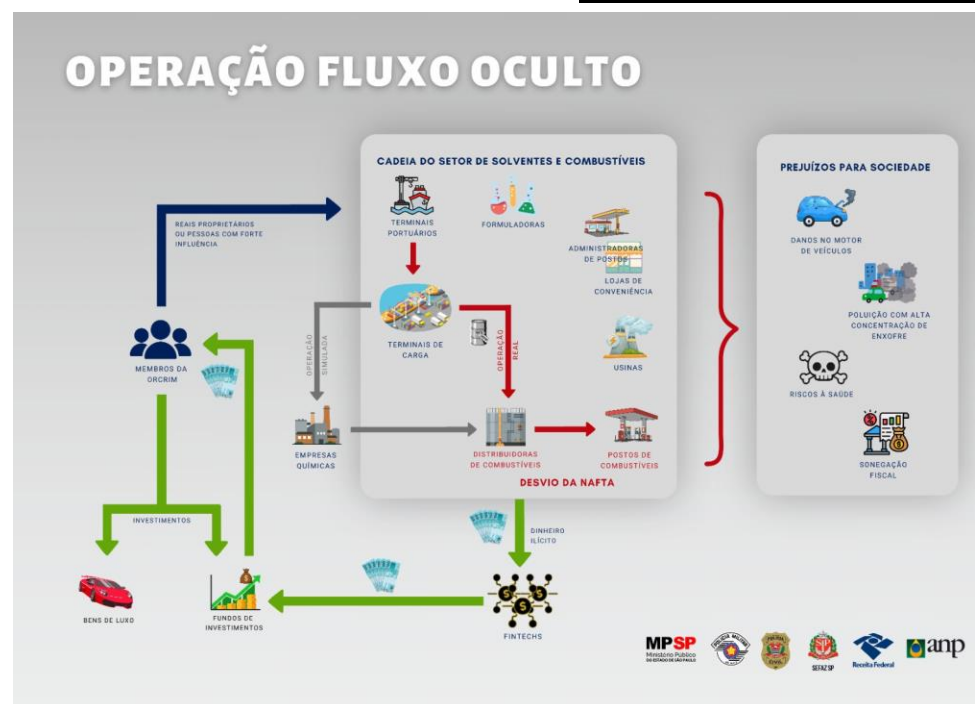 OPERAÇÃO FLUXO OCULTO
CADEIA DO SETOR DE SOLVENTES E COMBUSTÍVEIS
TERMINAIS
PORTUÁRIOS
FORMULADORAS
ADMINISTRADORAS
DE POSTOS
LOJAS DE
CONVENIÊNCIA
REAIS PROPRIETÁRIOS
OU PESSOAS COM FORTE
INFLUÊNCIA
TERMINAIS DE
CARGA
OPERAÇÃO
SIMULADA
OPERAÇÃO
REAL
USINAS
MEMBROS DA
ORCRIM
EMPRESAS
QUÍMICAS
DISTRIBUIDORAS
DE COMBUSTÍVEIS
POSTOS DE
COMBUSTÍVEIS
DESVIO DA NAFTA
PREJUÍZOS PARA SOCIEDADE
DANOS NO MOTOR
DE VEÍCULOS
POLUIÇÃO COM ALTA
CONCENTRAÇÃO DE
ENXOFRE
RISCOS À SAÚDE
SONEGAÇÃO
FISCAL
INVESTIMENTOS
DINHEIRO
ILÍCITO
BENS DE LUXO
FUNDOS DE
INVESTIMENTOS
FINTECHS
MPSP
Ministério Público
DO ESTADO DE SÃO PAULO
POLÍCIA MILITAR
SEFAZ SP
Receita Federal
anp